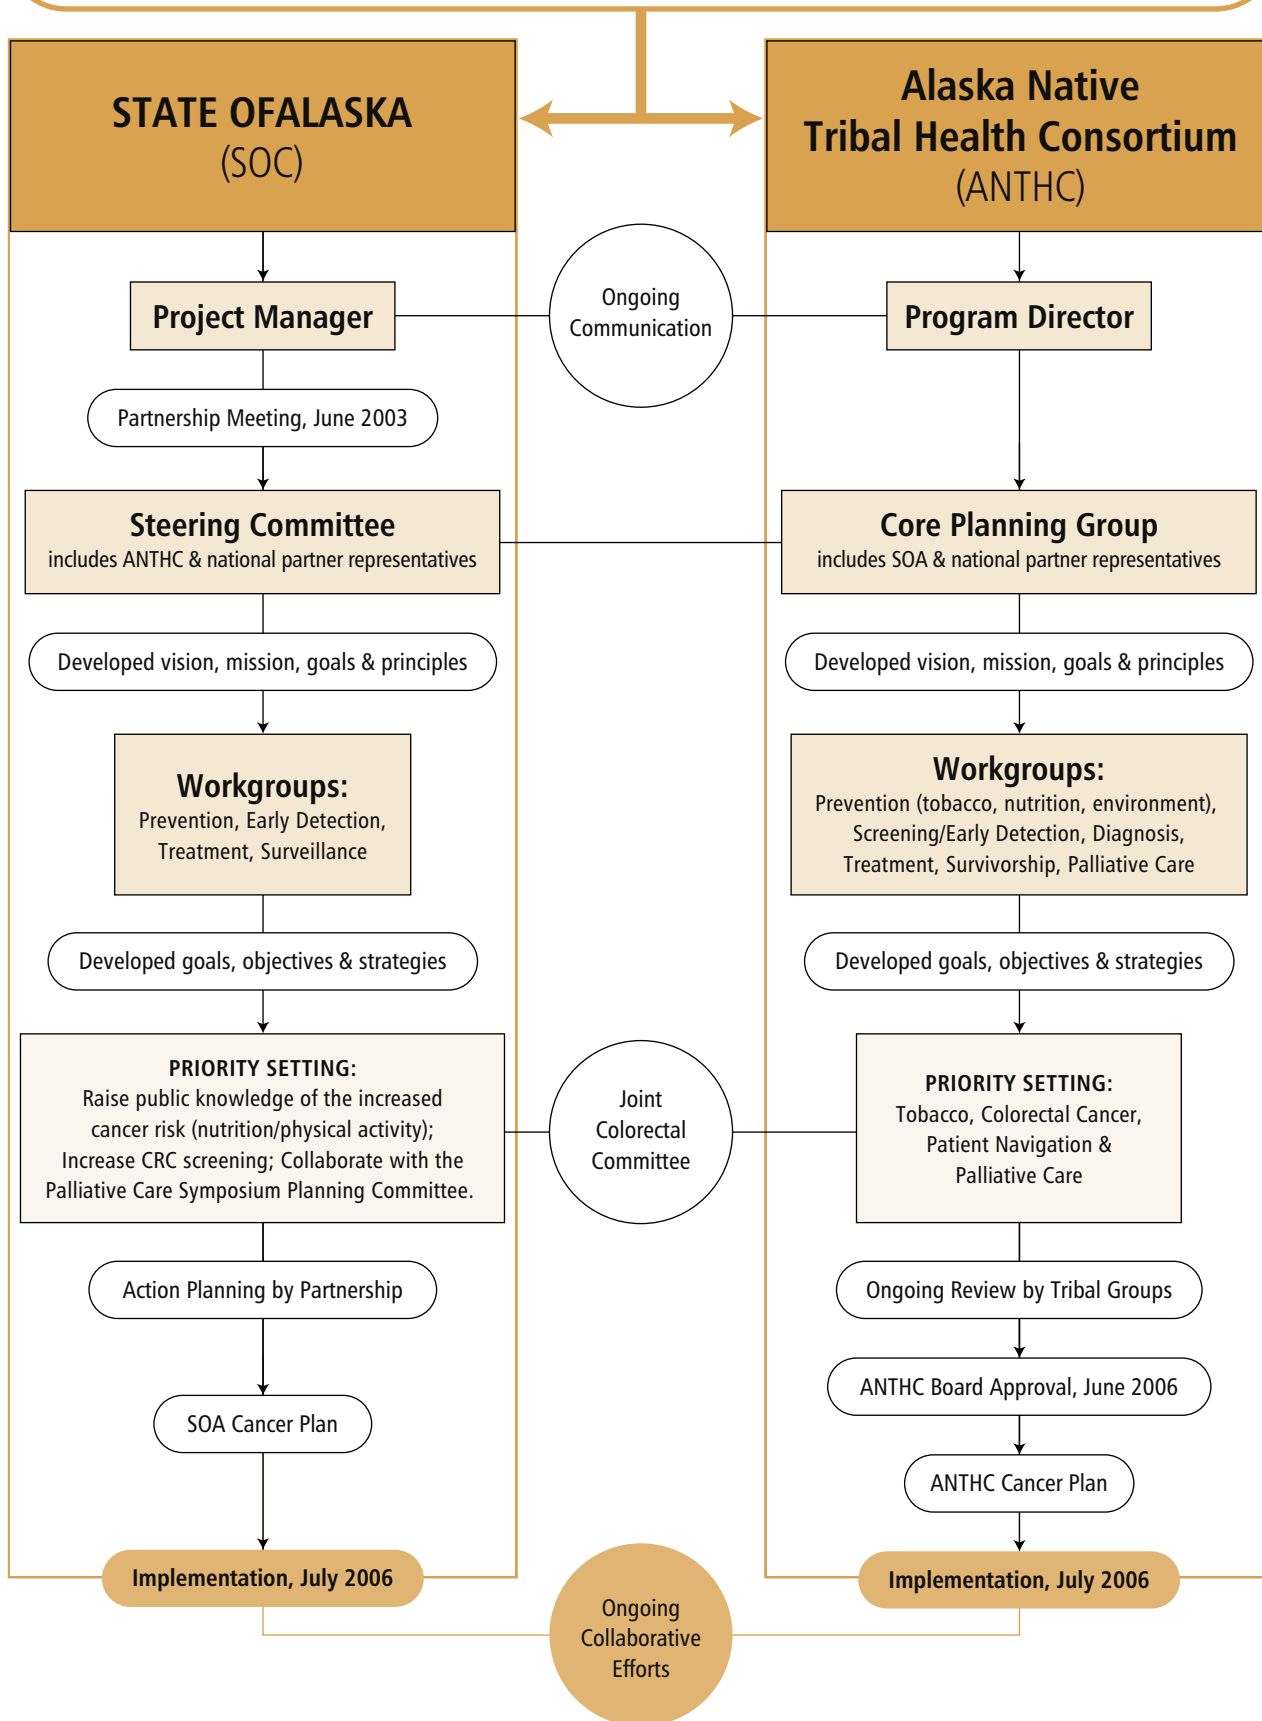 STATE OFALASKA
(SOC)
Alaska Native
Tribal Health Consortium
(ANTHC)
Project Manager
Ongoing
Communication
Program Director
Partnership Meeting, June 2003
Steering Committee
includes ANTHC & national partner representatives
Core Planning Group
includes SOA & national partner representatives
Developed vision, mission, goals & principles
Developed vision, mission, goals & principles
Workgroups:
Prevention, Early Detection,
Treatment, Surveillance
Workgroups:
Prevention (tobacco, nutrition, environment),
Screening/Early Detection, Diagnosis,
Treatment, Survivorship, Palliative Care
Developed goals, objectives & strategies
Developed goals, objectives & strategies
PRIORITY SETTING:
Raise public knowledge of the increased
cancer risk (nutrition/physical activity);
Increase CRC screening; Collaborate with the
Palliative Care Symposium Planning Committee.
Joint
Colorectal
Committee
PRIORITY SETTING:
Tobacco, Colorectal Cancer,
Patient Navigation &
Palliative Care
Action Planning by Partnership
Ongoing Review by Tribal Groups
ANTHC Board Approval, June 2006
SOA Cancer Plan
ANTHC Cancer Plan
Implementation, July 2006
Implementation, July 2006
Ongoing
Collaborative
Efforts